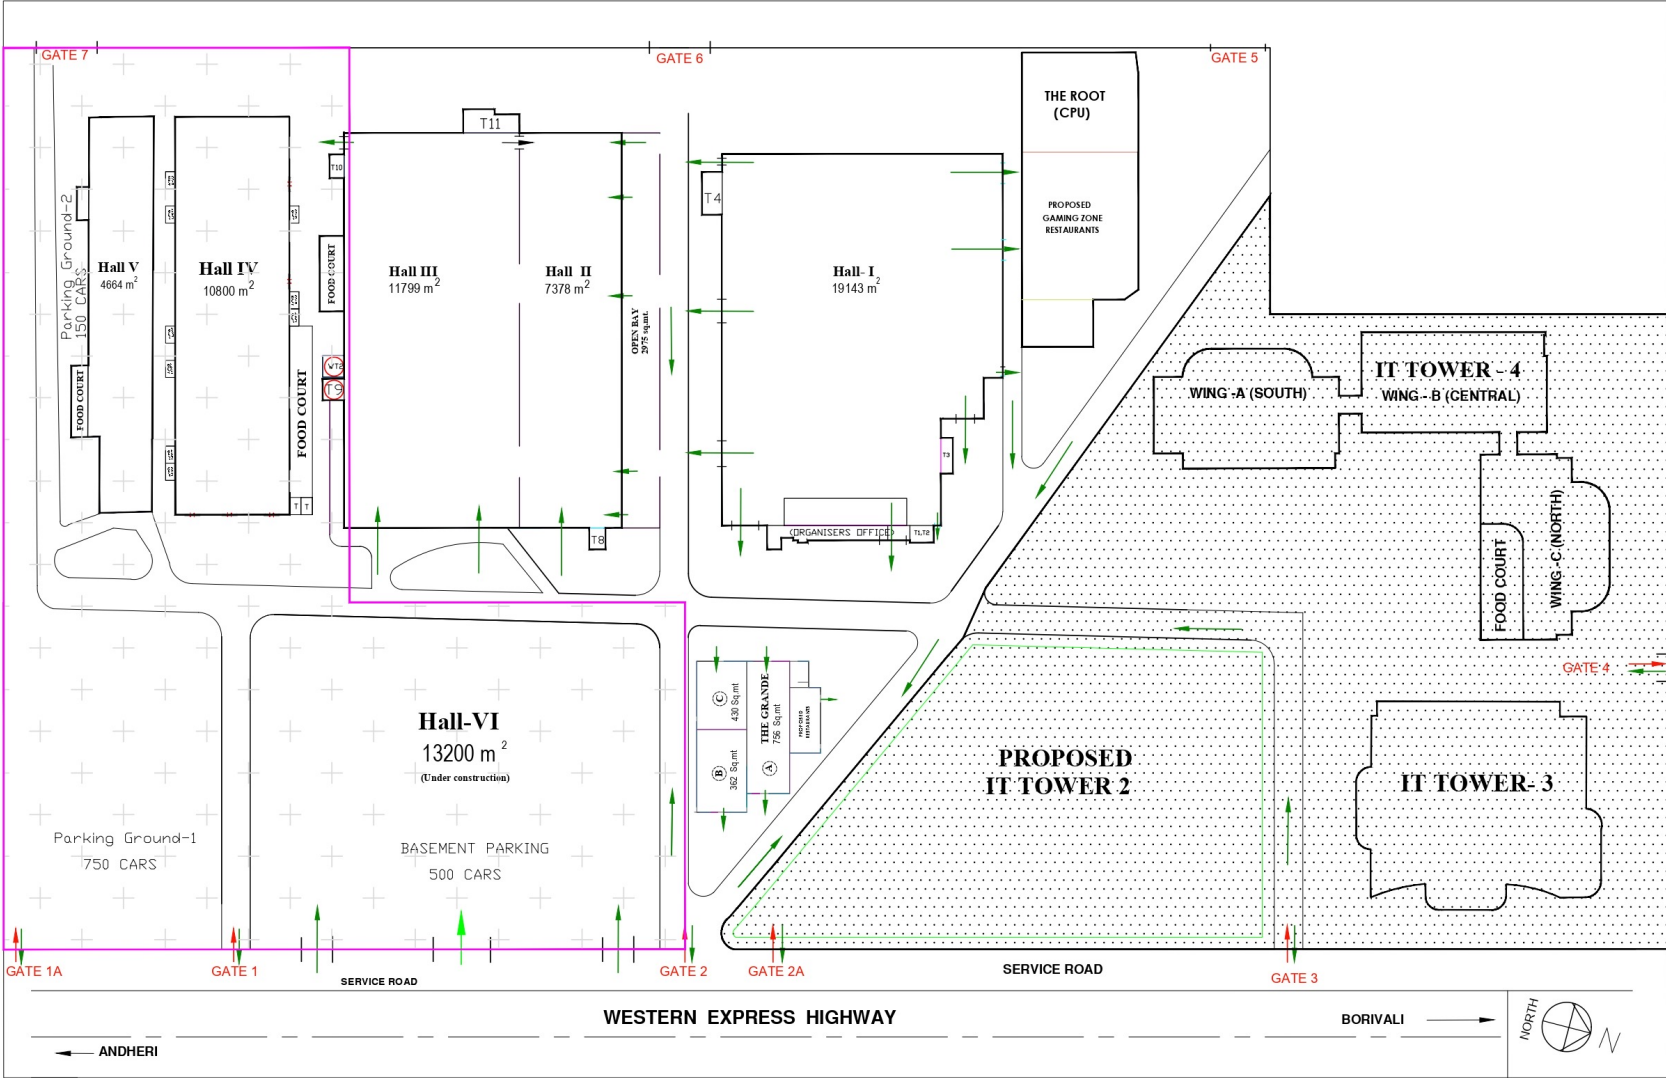 GATE 7
GATE 6
GATE 5
THE ROOT
(CPU)
T11
T10
T4
PROPOSED
GAMING ZONE
RESTAURANTS
Parking Ground-2
150 CARS
Hall V
4664 m²
Hall IV
10800 m²
FOOD COURT
Hall III
11799 m²
Hall II
7378 m²
OPEN BAY
2975 sq.mt.
Hall- I
19143 m²
FOOD COURT
FOOD COURT
WT2
T9
T3
T T
T8
(ORGANISERS OFFICE)
T1,T2
WING -A (SOUTH)
IT TOWER - 4
WING - B (CENTRAL)
WING -C (NORTH)
FOOD COURT
GATE 4
Hall-VI
13200 m²
(Under construction)
C
430 Sq.mt
B
362 Sq.mt
THE GRANDE
756 Sq.mt
A
PROPOSED
RESTAURANTS
PROPOSED
IT TOWER 2
IT TOWER- 3
Parking Ground-1
750 CARS
BASEMENT PARKING
500 CARS
GATE 1A
GATE 1
GATE 2
GATE 2A
GATE 3
SERVICE ROAD
SERVICE ROAD
WESTERN EXPRESS HIGHWAY
BORIVALI
ANDHERI
NORTH
N